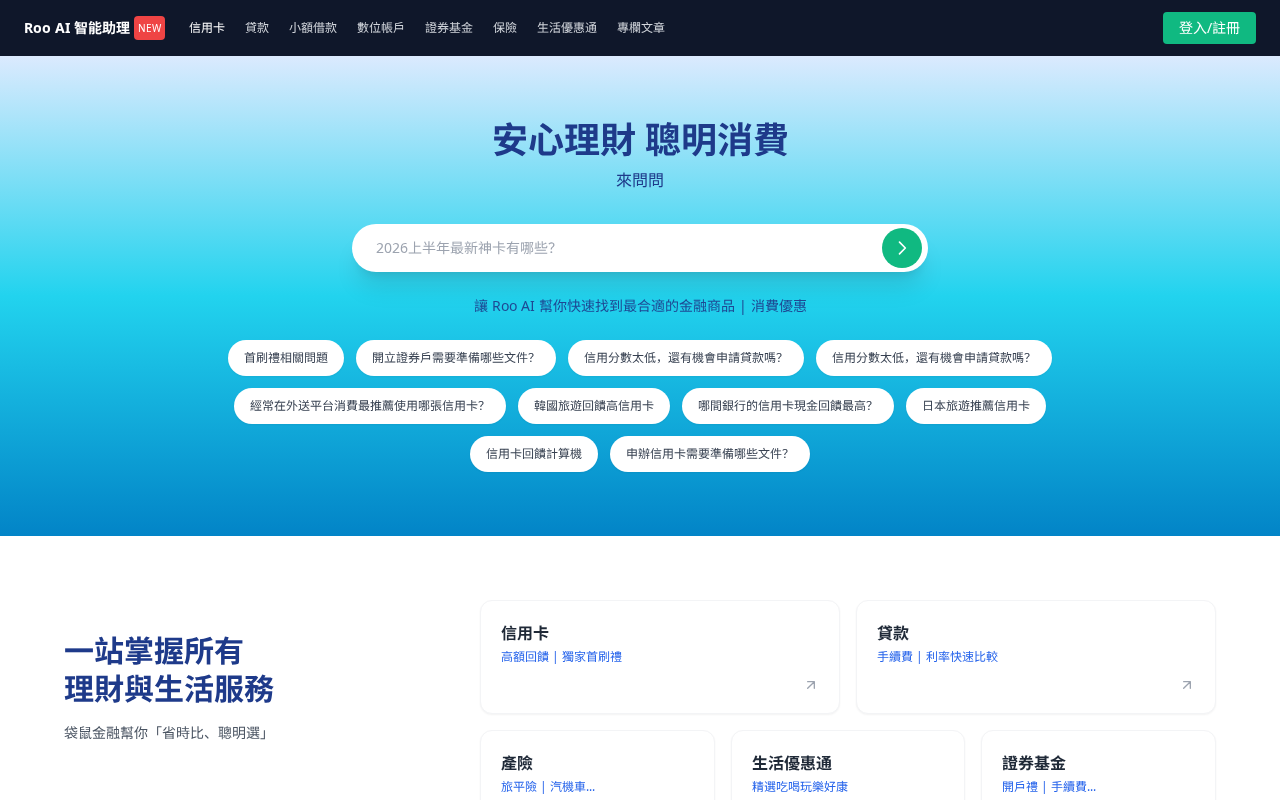 Roo AI 智能助理 NEW 信用卡 貸款 小額借款 數位帳戶 證券基金 保險 生活優惠通 專欄文章 登入/註冊
安心理財 聰明消費
來問問
2026上半年最新神卡有哪些?
讓 Roo AI 幫你快速找到最合適的金融商品 | 消費優惠
首刷禮相關問題 開立證券戶需要準備哪些文件? 信用分數太低，還有機會申請貸款嗎? 信用分數太低，還有機會申請貸款嗎?
經常在外送平台消費最推薦使用哪張信用卡? 韓國旅遊回饋高信用卡 哪間銀行的信用卡現金回饋最高? 日本旅遊推薦信用卡
信用卡回饋計算機 申辦信用卡需要準備哪些文件?
一站掌握所有
理財與生活服務
袋鼠金融幫你「省時比、聰明選」
信用卡
高額回饋 | 獨家首刷禮
貸款
手續費 | 利率快速比較
產險
旅平險 | 汽機車...
生活優惠通
精選吃喝玩樂好康
證券基金
開戶禮 | 手續費...